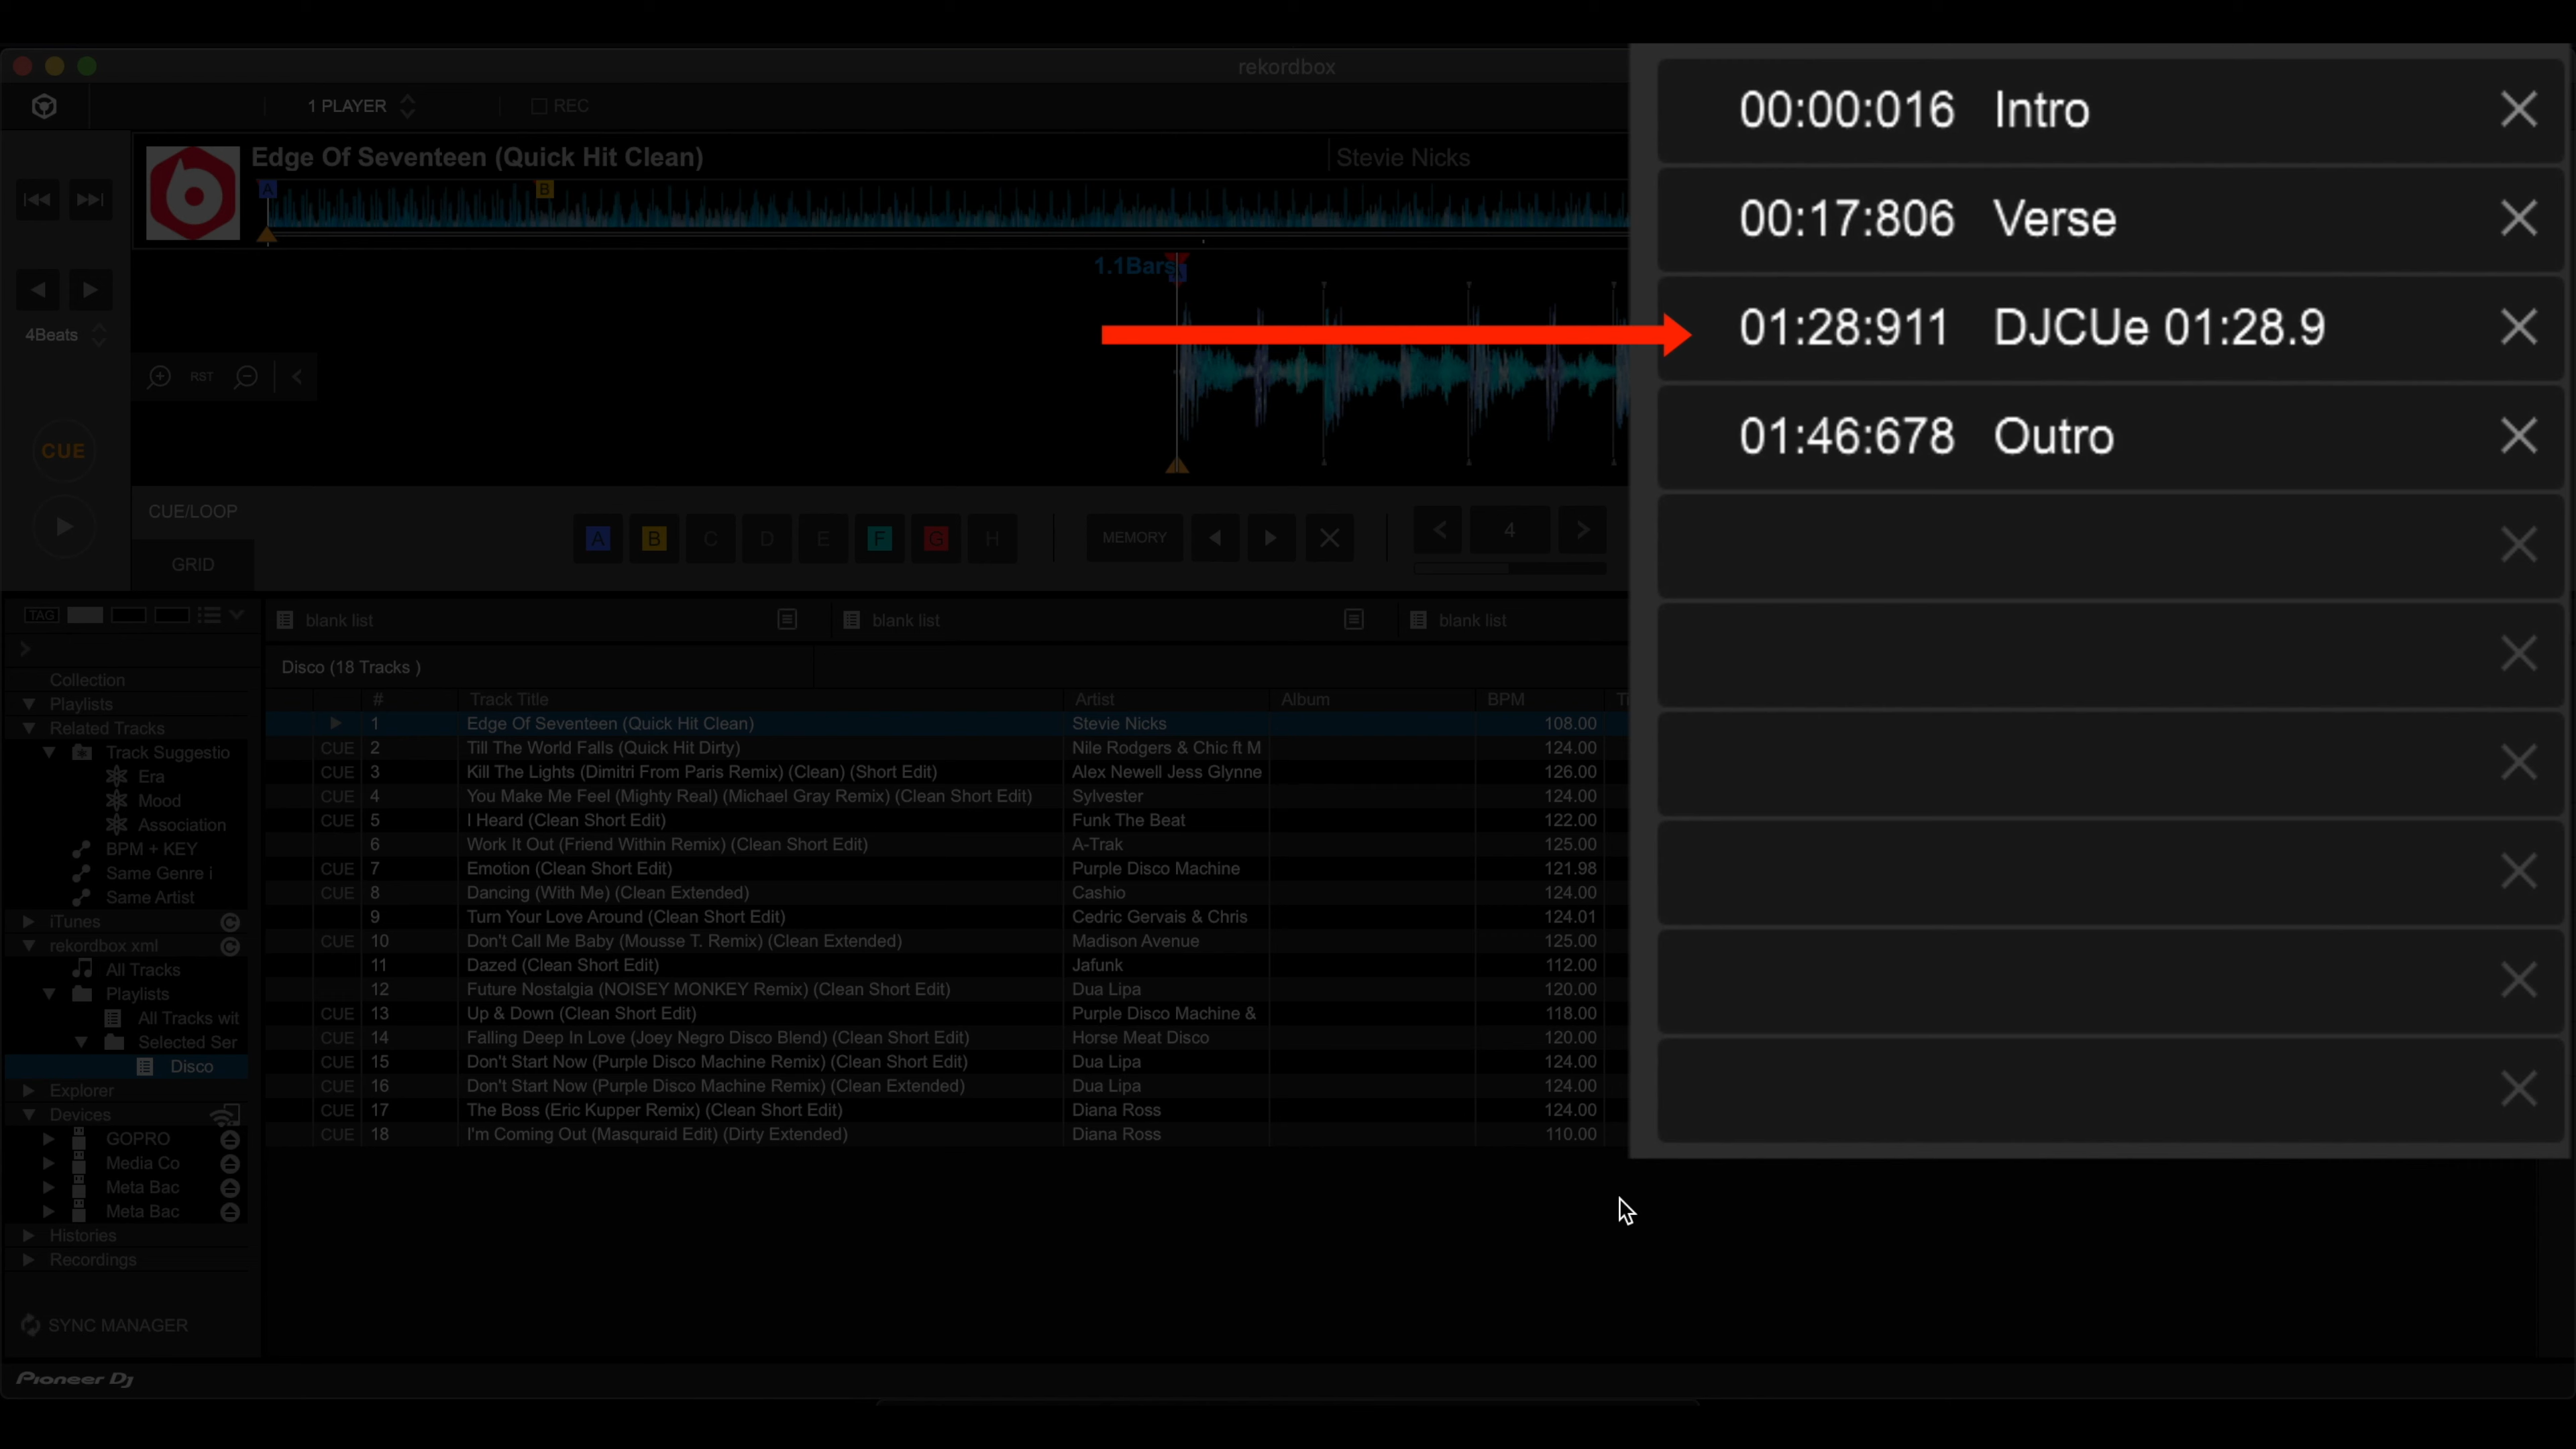 rekordbox
1 PLAYER
REC
Edge Of Seventeen (Quick Hit Clean)
Stevie Nicks
A
B
1.1Bars
4Beats
RST
CUE
CUE/LOOP
GRID
A B C D E F G H
MEMORY
4
00:00:016 Intro
00:17:806 Verse
01:28:911 DJCUe 01:28.9
01:46:678 Outro
TAG
blank list
blank list
blank list
Collection
Playlists
Related Tracks
Track Suggestio
Era
Mood
Association
BPM + KEY
Same Genre i
Same Artist
iTunes
rekordbox xml
All Tracks
Playlists
All Tracks wit
Selected Ser
Disco
Explorer
Devices
GOPRO
Media Co
Meta Bac
Meta Bac
Histories
Recordings
SYNC MANAGER
Pioneer Dj
Disco (18 Tracks )
# Track Title Artist Album BPM
1 Edge Of Seventeen (Quick Hit Clean) Stevie Nicks 108.00
CUE 2 Till The World Falls (Quick Hit Dirty) Nile Rodgers & Chic ft M 124.00
CUE 3 Kill The Lights (Dimitri From Paris Remix) (Clean) (Short Edit) Alex Newell Jess Glynne 126.00
CUE 4 You Make Me Feel (Mighty Real) (Michael Gray Remix) (Clean Short Edit) Sylvester 124.00
CUE 5 I Heard (Clean Short Edit) Funk The Beat 122.00
6 Work It Out (Friend Within Remix) (Clean Short Edit) A-Trak 125.00
CUE 7 Emotion (Clean Short Edit) Purple Disco Machine 121.98
CUE 8 Dancing (With Me) (Clean Extended) Cashio 124.00
9 Turn Your Love Around (Clean Short Edit) Cedric Gervais & Chris 124.01
CUE 10 Don't Call Me Baby (Mousse T. Remix) (Clean Extended) Madison Avenue 125.00
11 Dazed (Clean Short Edit) Jafunk 112.00
12 Future Nostalgia (NOISEY MONKEY Remix) (Clean Short Edit) Dua Lipa 120.00
CUE 13 Up & Down (Clean Short Edit) Purple Disco Machine & 118.00
CUE 14 Falling Deep In Love (Joey Negro Disco Blend) (Clean Short Edit) Horse Meat Disco 120.00
CUE 15 Don't Start Now (Purple Disco Machine Remix) (Clean Short Edit) Dua Lipa 124.00
CUE 16 Don't Start Now (Purple Disco Machine Remix) (Clean Extended) Dua Lipa 124.00
CUE 17 The Boss (Eric Kupper Remix) (Clean Short Edit) Diana Ross 124.00
CUE 18 I'm Coming Out (Masquraid Edit) (Dirty Extended) Diana Ross 110.00